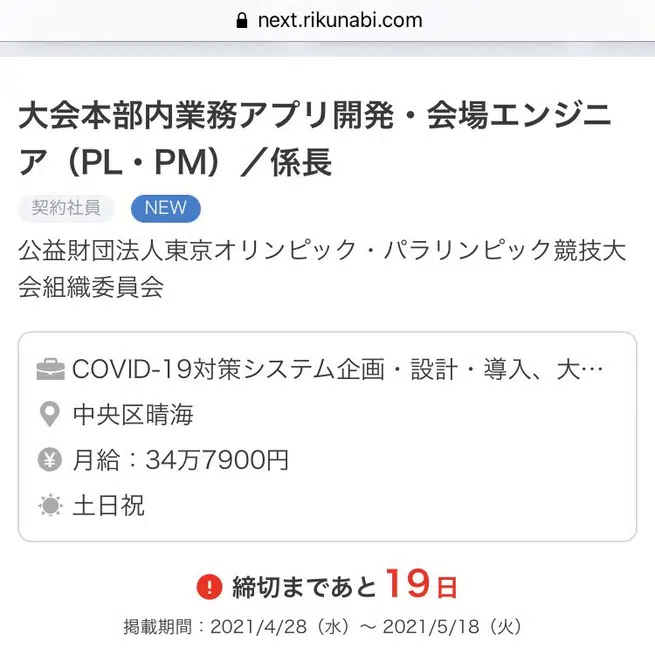 next.rikunabi.com
大会本部内業務アプリ開発・会場エンジニ
ア（PL・PM）／係長
契約社員 NEW
公益財団法人東京オリンピック・パラリンピック競技大
会組織委員会
COVID-19対策システム企画・設計・導入、大…
中央区晴海
月給：34万7900円
土日祝
締切まであと 19 日
掲載期間：2021/4/28（水）～ 2021/5/18（火）